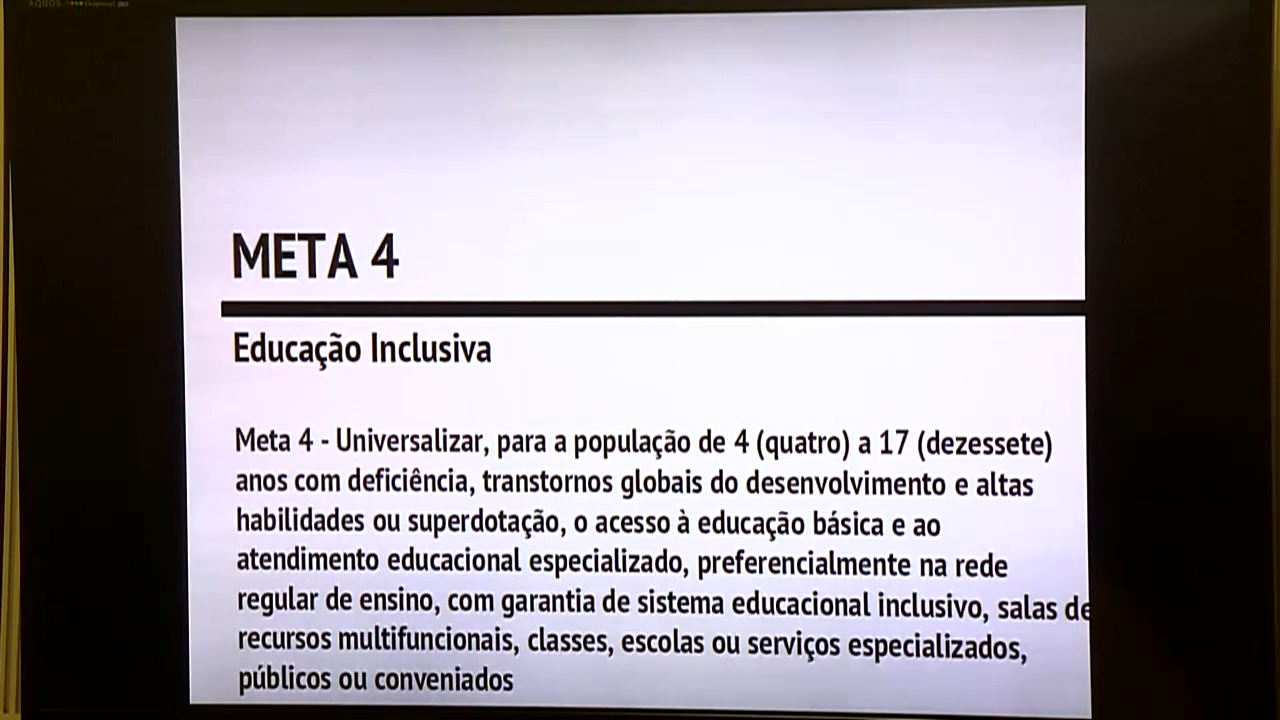 AQUOS
META 4
Educação Inclusiva
Meta 4 - Universalizar, para a população de 4 (quatro) a 17 (dezessete)
anos com deficiência, transtornos globais do desenvolvimento e altas
habilidades ou superdotação, o acesso à educação básica e ao
atendimento educacional especializado, preferencialmente na rede
regular de ensino, com garantia de sistema educacional inclusivo, salas de
recursos multifuncionais, classes, escolas ou serviços especializados,
públicos ou conveniados